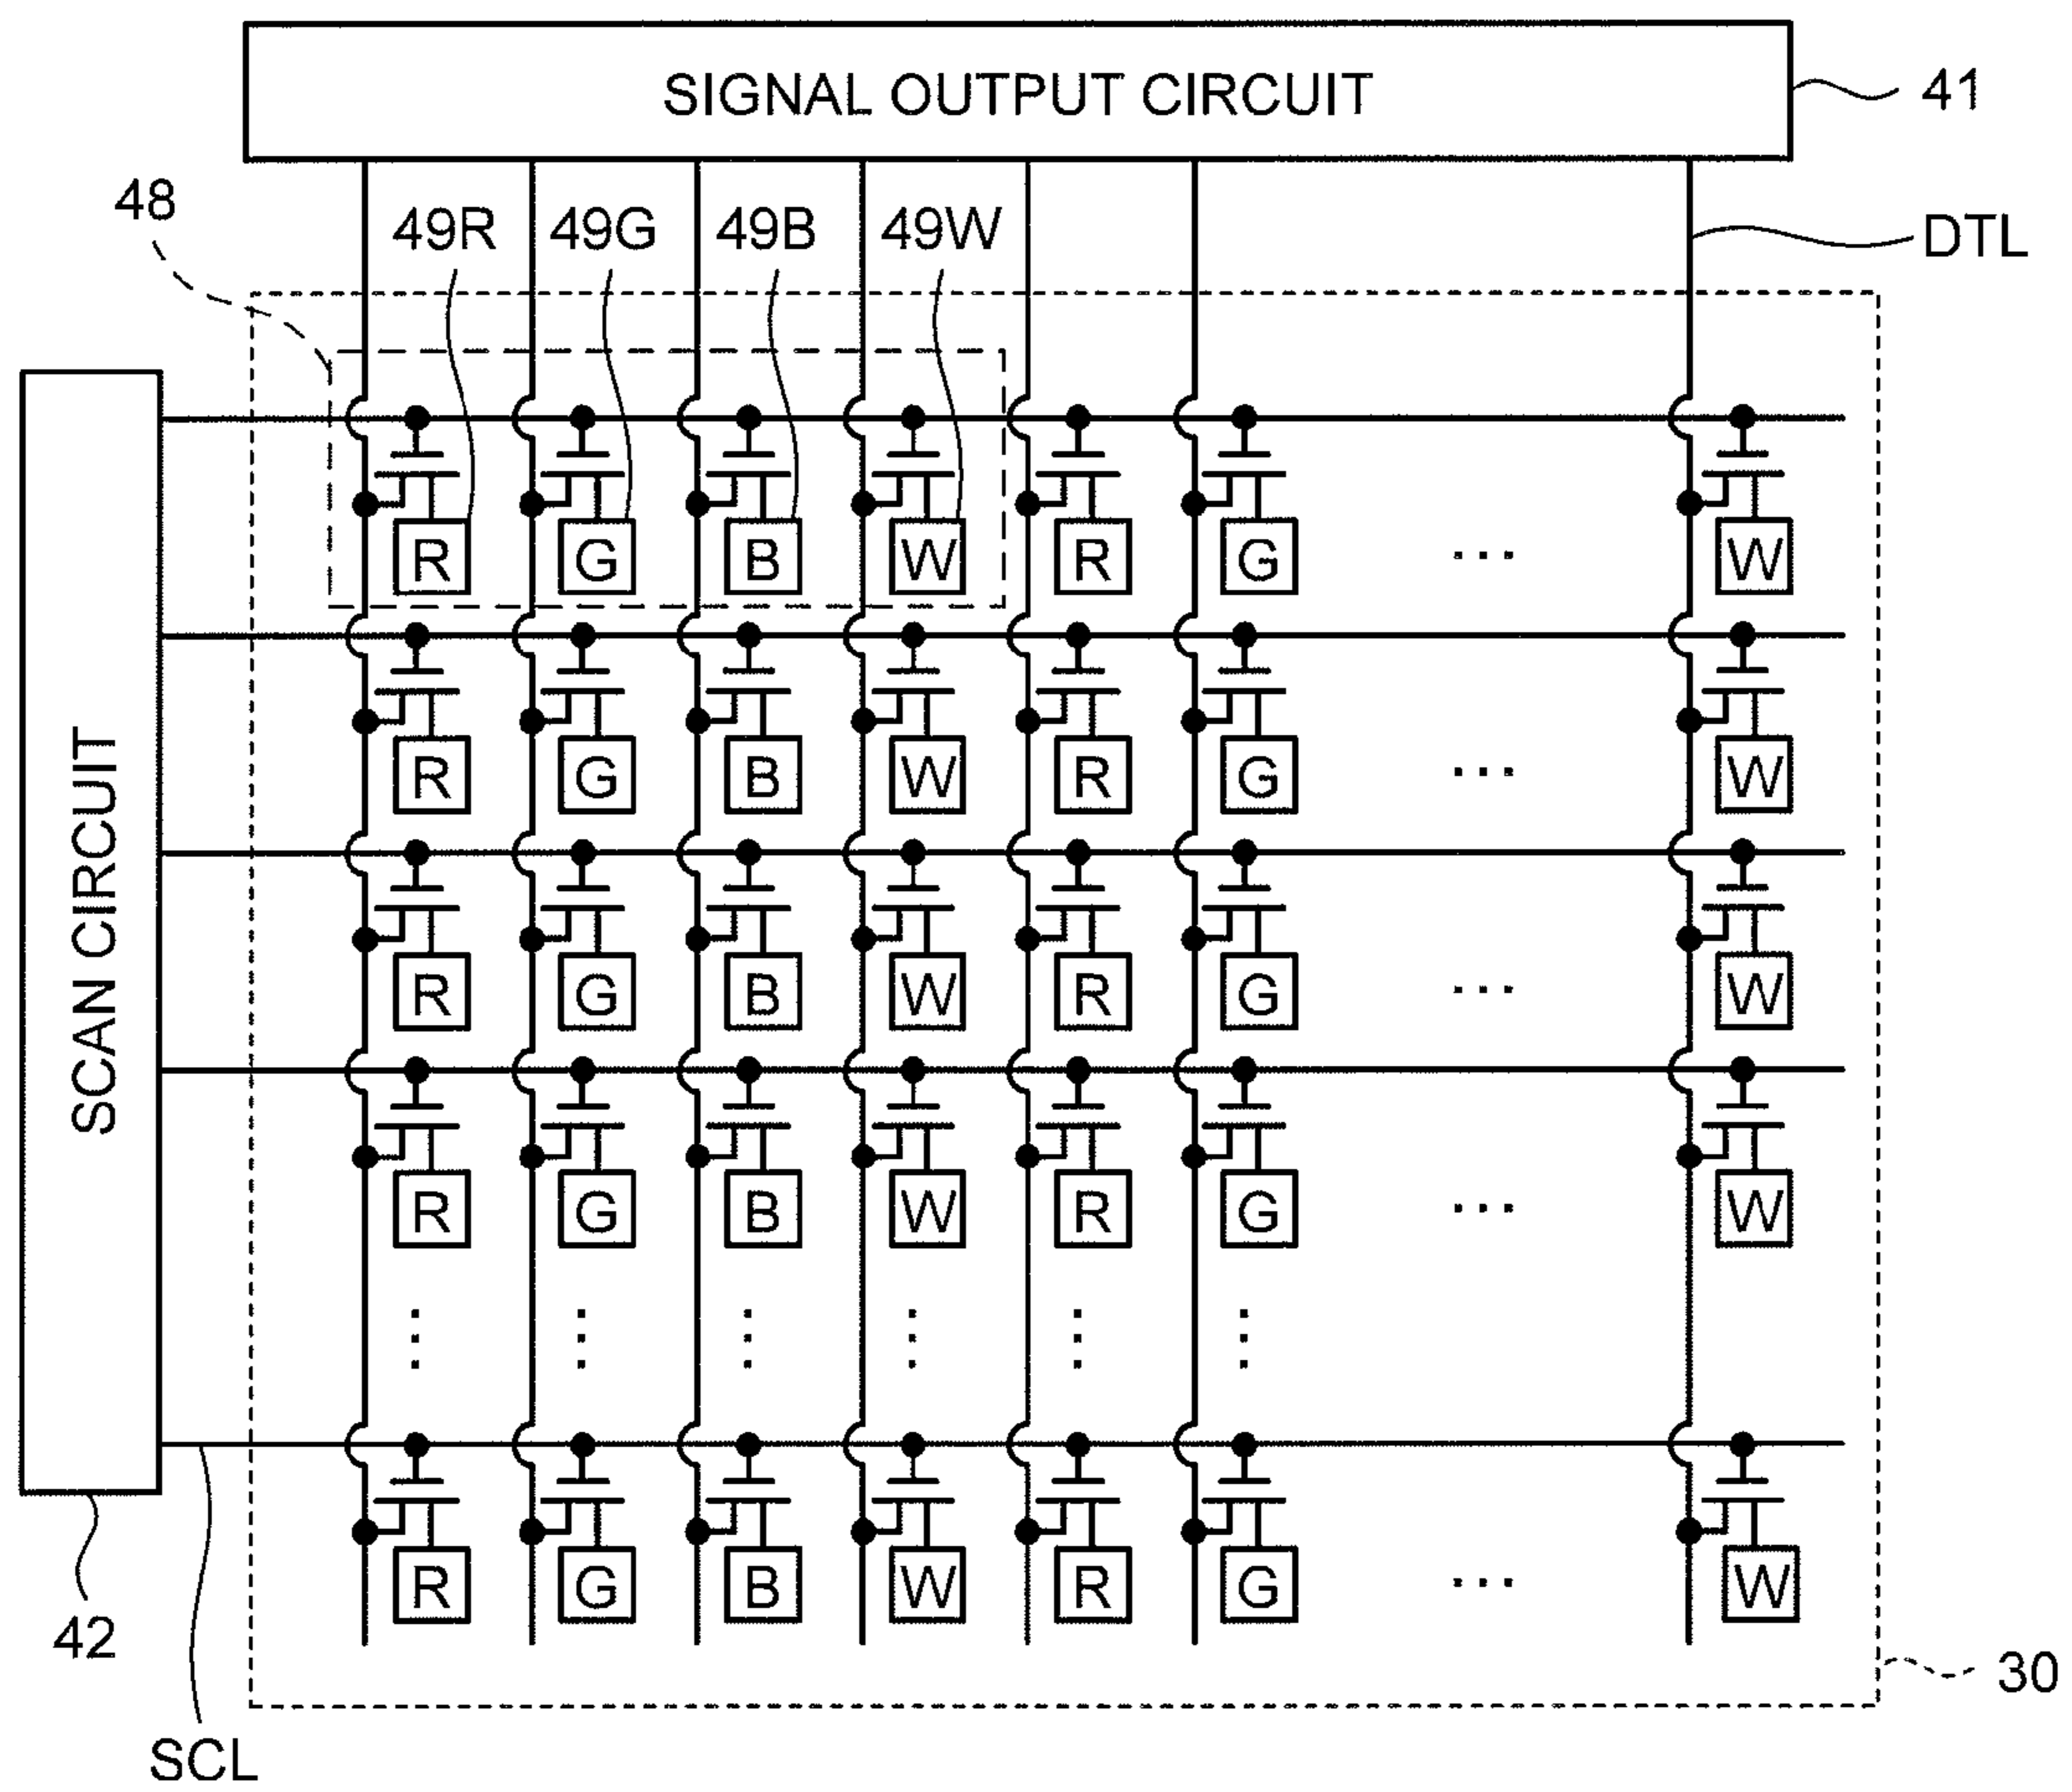 SIGNAL OUTPUT CIRCUIT
41
48
49R 49G 49B 49W
DTL
SCAN CIRCUIT
R G B W R G ... W
R G B W R G ... W
R G B W R G ... W
R G B W R G ... W
R G B W R G ... W
42
30
SCL